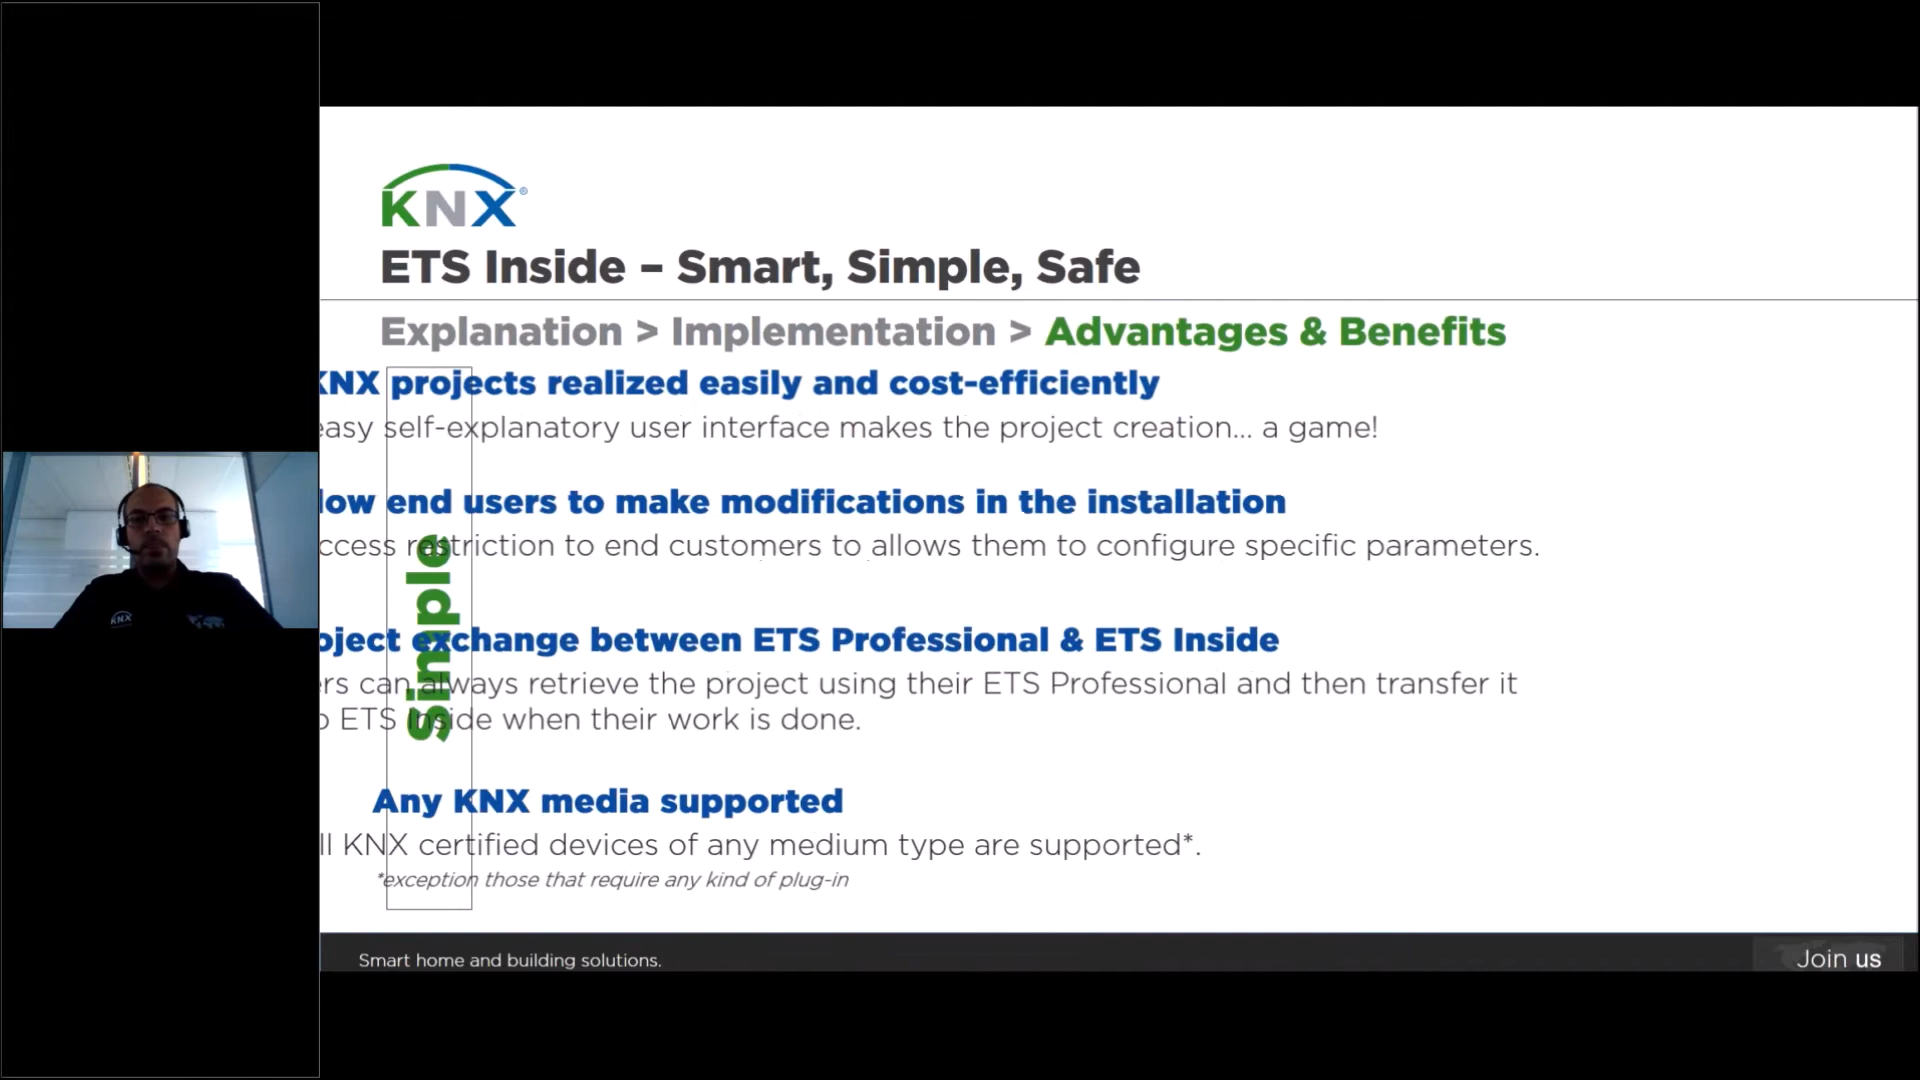 KNX
ETS Inside – Smart, Simple, Safe
Explanation > Implementation > Advantages & Benefits
KNX projects realized easily and cost-efficiently
easy self-explanatory user interface makes the project creation... a game!
low end users to make modifications in the installation
ccess restriction to end customers to allows them to configure specific parameters.
Simple
oject exchange between ETS Professional & ETS Inside
rs can always retrieve the project using their ETS Professional and then transfer it
o ETS Inside when their work is done.
Any KNX media supported
ll KNX certified devices of any medium type are supported*.
*exception those that require any kind of plug-in
Smart home and building solutions.
Join us
KNX